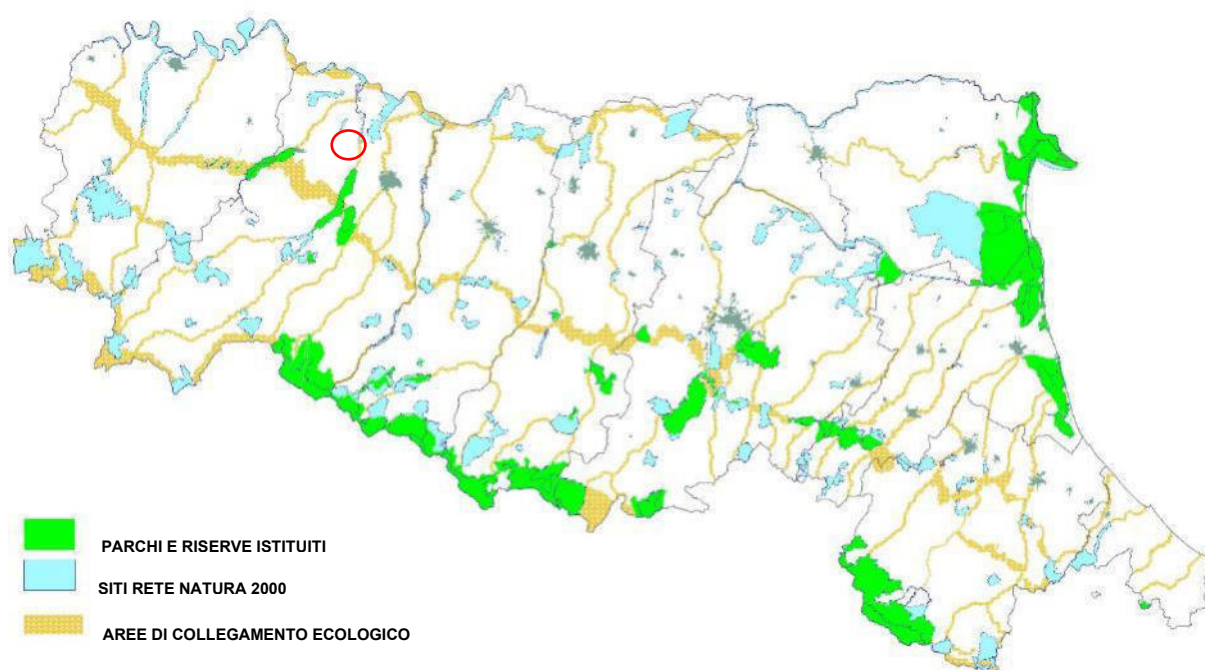 PARCHI E RISERVE ISTITUITI
SITI RETE NATURA 2000
AREE DI COLLEGAMENTO ECOLOGICO